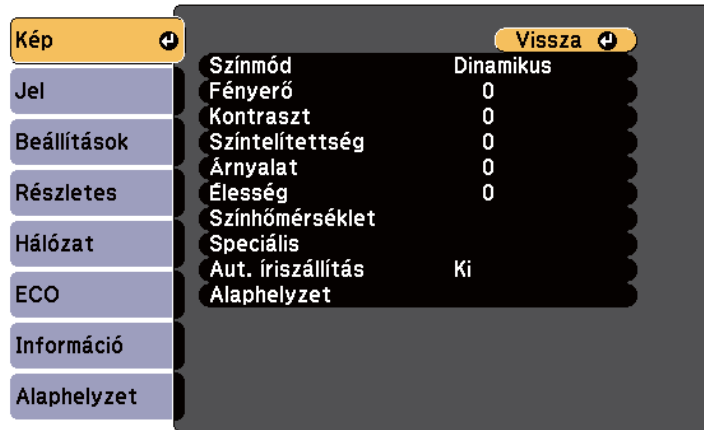 Kép
Vissza
Színmód Dinamikus
Fényerő 0
Kontraszt 0
Színtelítettség 0
Árnyalat 0
Élesség 0
Színhőmérséklet
Speciális
Aut. íriszállítás Ki
Alaphelyzet
Jel
Beállítások
Részletes
Hálózat
ECO
Információ
Alaphelyzet